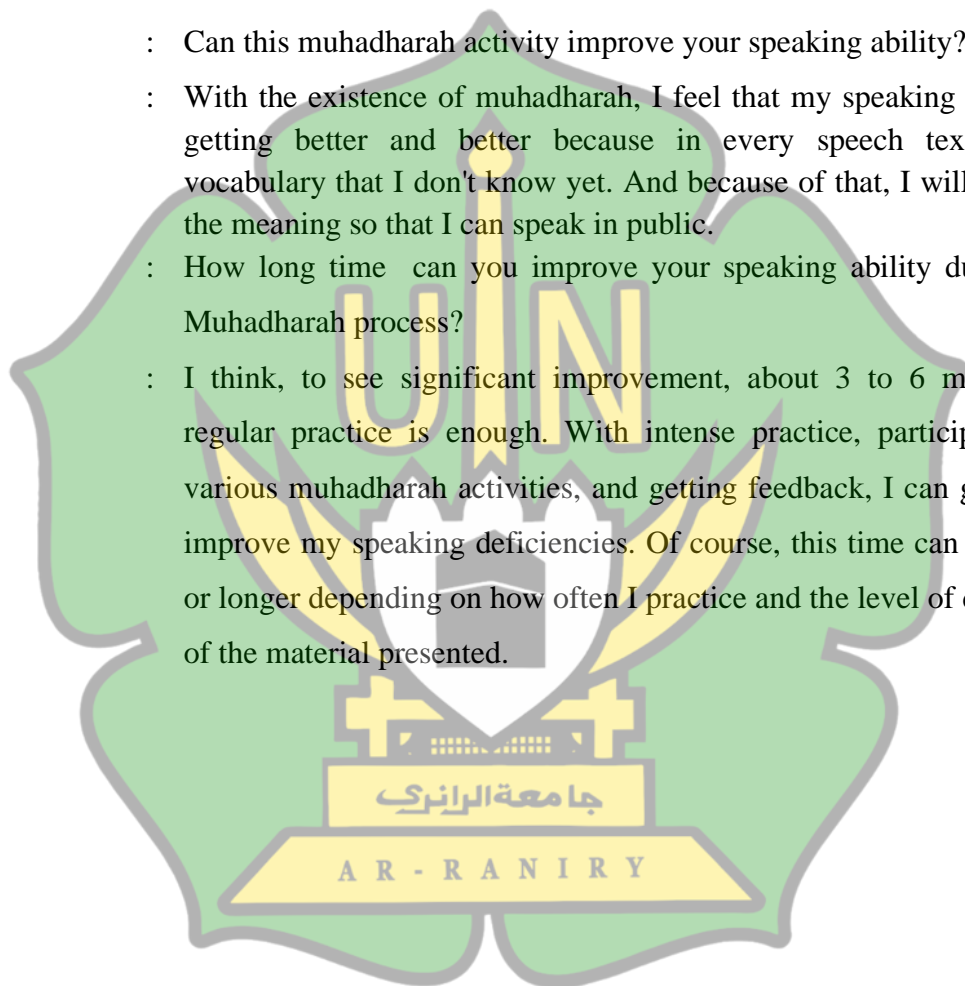 : Can this muhadharah activity improve your speaking ability?
: With the existence of muhadharah, I feel that my speaking
getting better and better because in every speech tex
vocabulary that I don't know yet. And because of that, I will
the meaning so that I can speak in public.
: How long time can you improve your speaking ability du
Muhadharah process?
: I think, to see significant improvement, about 3 to 6 m
regular practice is enough. With intense practice, particip
various muhadharah activities, and getting feedback, I can g
improve my speaking deficiencies. Of course, this time can
or longer depending on how often I practice and the level of
of the material presented.
UIN
جامعة الرانري
AR-RANIRY